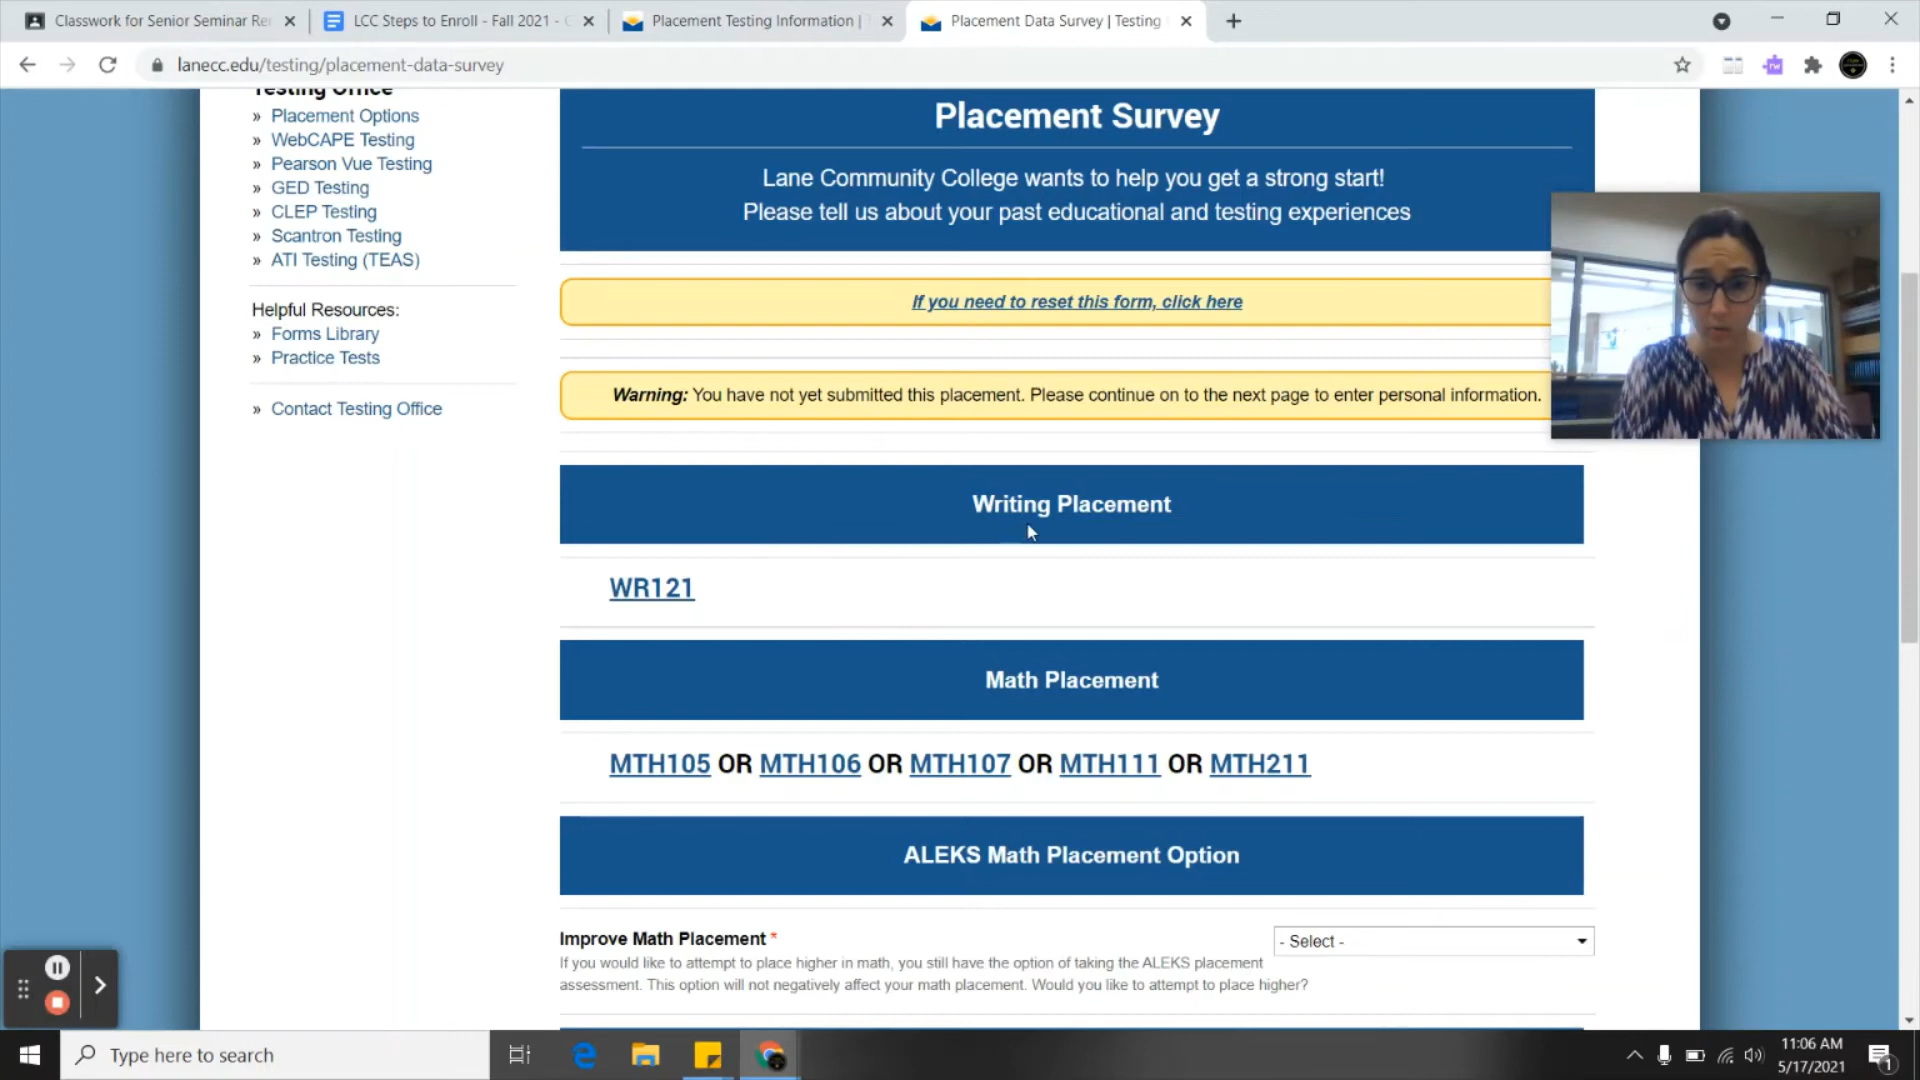 Classwork for Senior Seminar Re
LCC Steps to Enroll - Fall 2021 -
Placement Testing Information |
Placement Data Survey | Testing
lanecc.edu/testing/placement-data-survey
Testing Office
» Placement Options
» WebCAPE Testing
» Pearson Vue Testing
» GED Testing
» CLEP Testing
» Scantron Testing
» ATI Testing (TEAS)
Helpful Resources:
» Forms Library
» Practice Tests
» Contact Testing Office
Placement Survey
Lane Community College wants to help you get a strong start!
Please tell us about your past educational and testing experiences
If you need to reset this form, click here
Warning: You have not yet submitted this placement. Please continue on to the next page to enter personal information.
Writing Placement
WR121
Math Placement
MTH105 OR MTH106 OR MTH107 OR MTH111 OR MTH211
ALEKS Math Placement Option
Improve Math Placement *
- Select -
If you would like to attempt to place higher in math, you still have the option of taking the ALEKS placement
assessment. This option will not negatively affect your math placement. Would you like to attempt to place higher?
Type here to search
11:06 AM
5/17/2021
1